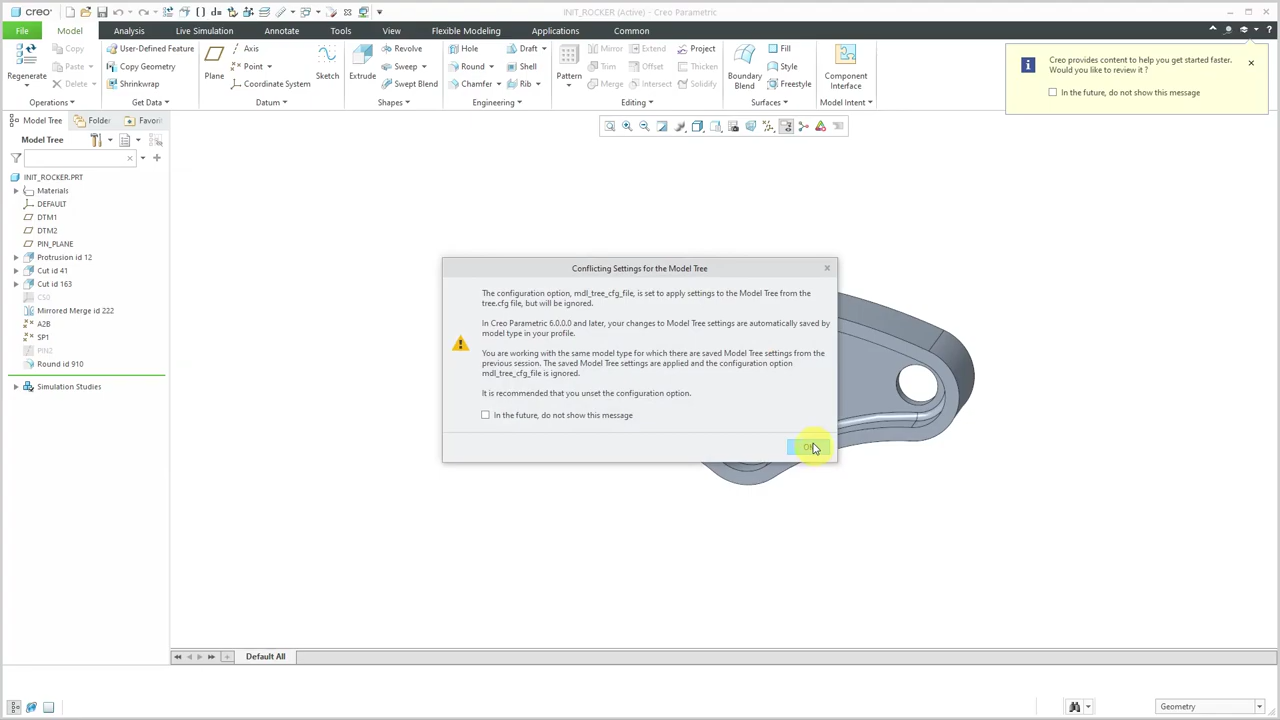 creo
INIT_ROCKER (Active) - Creo Parametric
File
Model
Analysis
Live Simulation
Annotate
Tools
View
Flexible Modeling
Applications
Common
Regenerate
Copy
Paste
Delete
Operations
User-Defined Feature
Copy Geometry
Shrinkwrap
Get Data
Plane
Axis
Point
Coordinate System
Sketch
Datum
Extrude
Revolve
Sweep
Swept Blend
Shapes
Hole
Round
Chamfer
Draft
Shell
Rib
Engineering
Pattern
Mirror
Trim
Merge
Extend
Offset
Intersect
Project
Thicken
Solidify
Editing
Boundary
Blend
Fill
Style
Freestyle
Surfaces
Component
Interface
Model Intent
Creo provides content to help you get started faster.
Would you like to review it ?
In the future, do not show this message
Model Tree
Folder
Favori
Model Tree
INIT_ROCKER.PRT
Materials
DEFAULT
DTM1
DTM2
PIN_PLANE
Protrusion id 12
Cut id 41
Cut id 163
CS0
Mirrored Merge id 222
A2B
SP1
PIN2
Round id 910
Simulation Studies
Conflicting Settings for the Model Tree
The configuration option, mdl_tree_cfg_file, is set to apply settings to the Model Tree from the
tree.cfg file, but will be ignored.
In Creo Parametric 6.0.0.0 and later, your changes to Model Tree settings are automatically saved by
model type in your profile.
You are working with the same model type for which there are saved Model Tree settings from the
previous session. The saved Model Tree settings are applied and the configuration option
mdl_tree_cfg_file is ignored.
It is recommended that you unset the configuration option.
In the future, do not show this message
Default All
Geometry